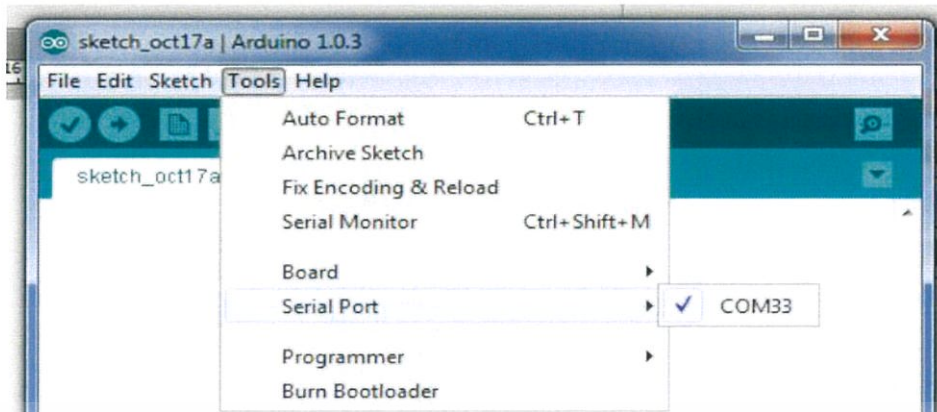 sketch_oct17a | Arduino 1.0.3
16
File Edit Sketch Tools Help
Auto Format Ctrl+T
Archive Sketch
sketch_oct17a
Fix Encoding & Reload
Serial Monitor Ctrl+Shift+M
Board
Serial Port COM33
Programmer
Burn Bootloader